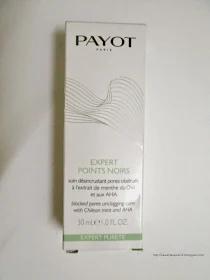 PAYOT
PARIS
EXPERT
POINTS NOIRS
soin désincrustant pores obstrués
à l'extrait de menthe du Chili
et aux AHA
blocked pores unclogging care
with Chilean mint and AHA
30 ml e 1.0 FL. OZ.
EXPERT PURETÉ